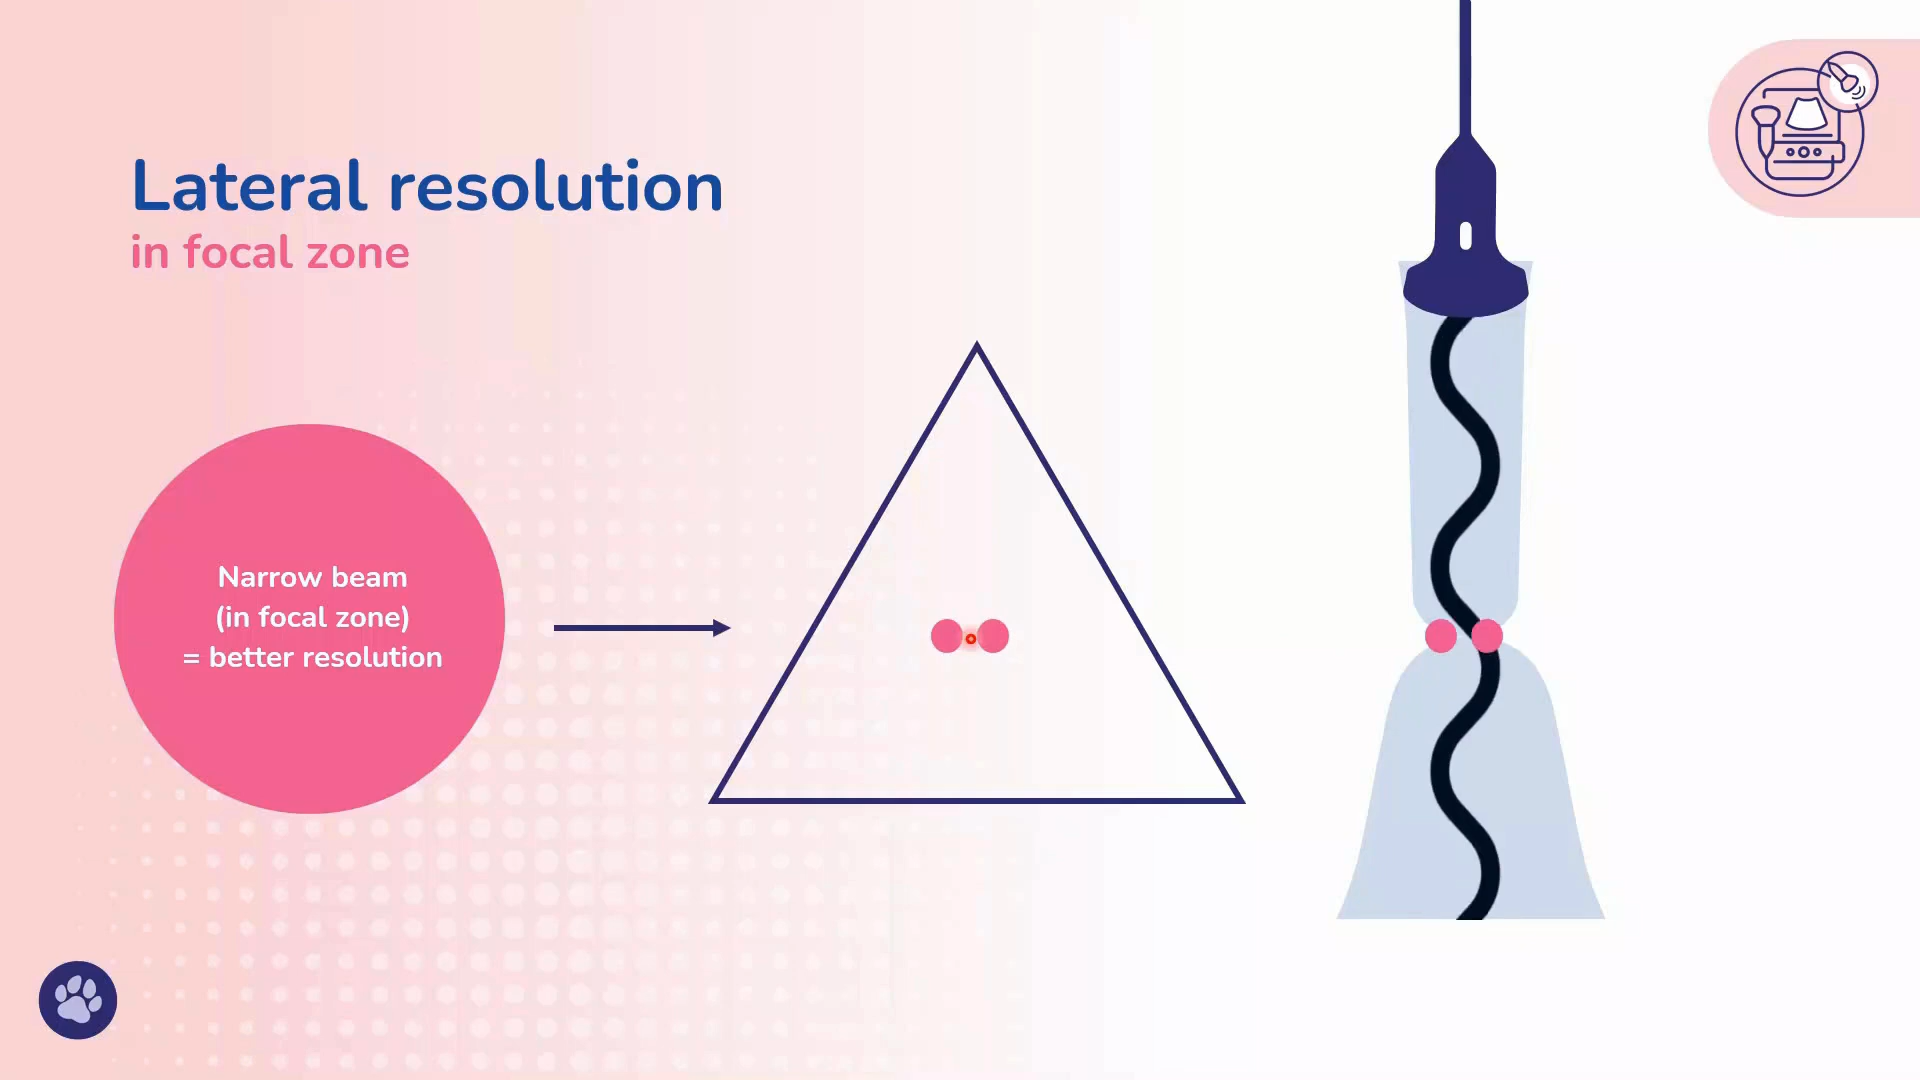 Lateral resolution
in focal zone
Narrow beam
(in focal zone)
= better resolution